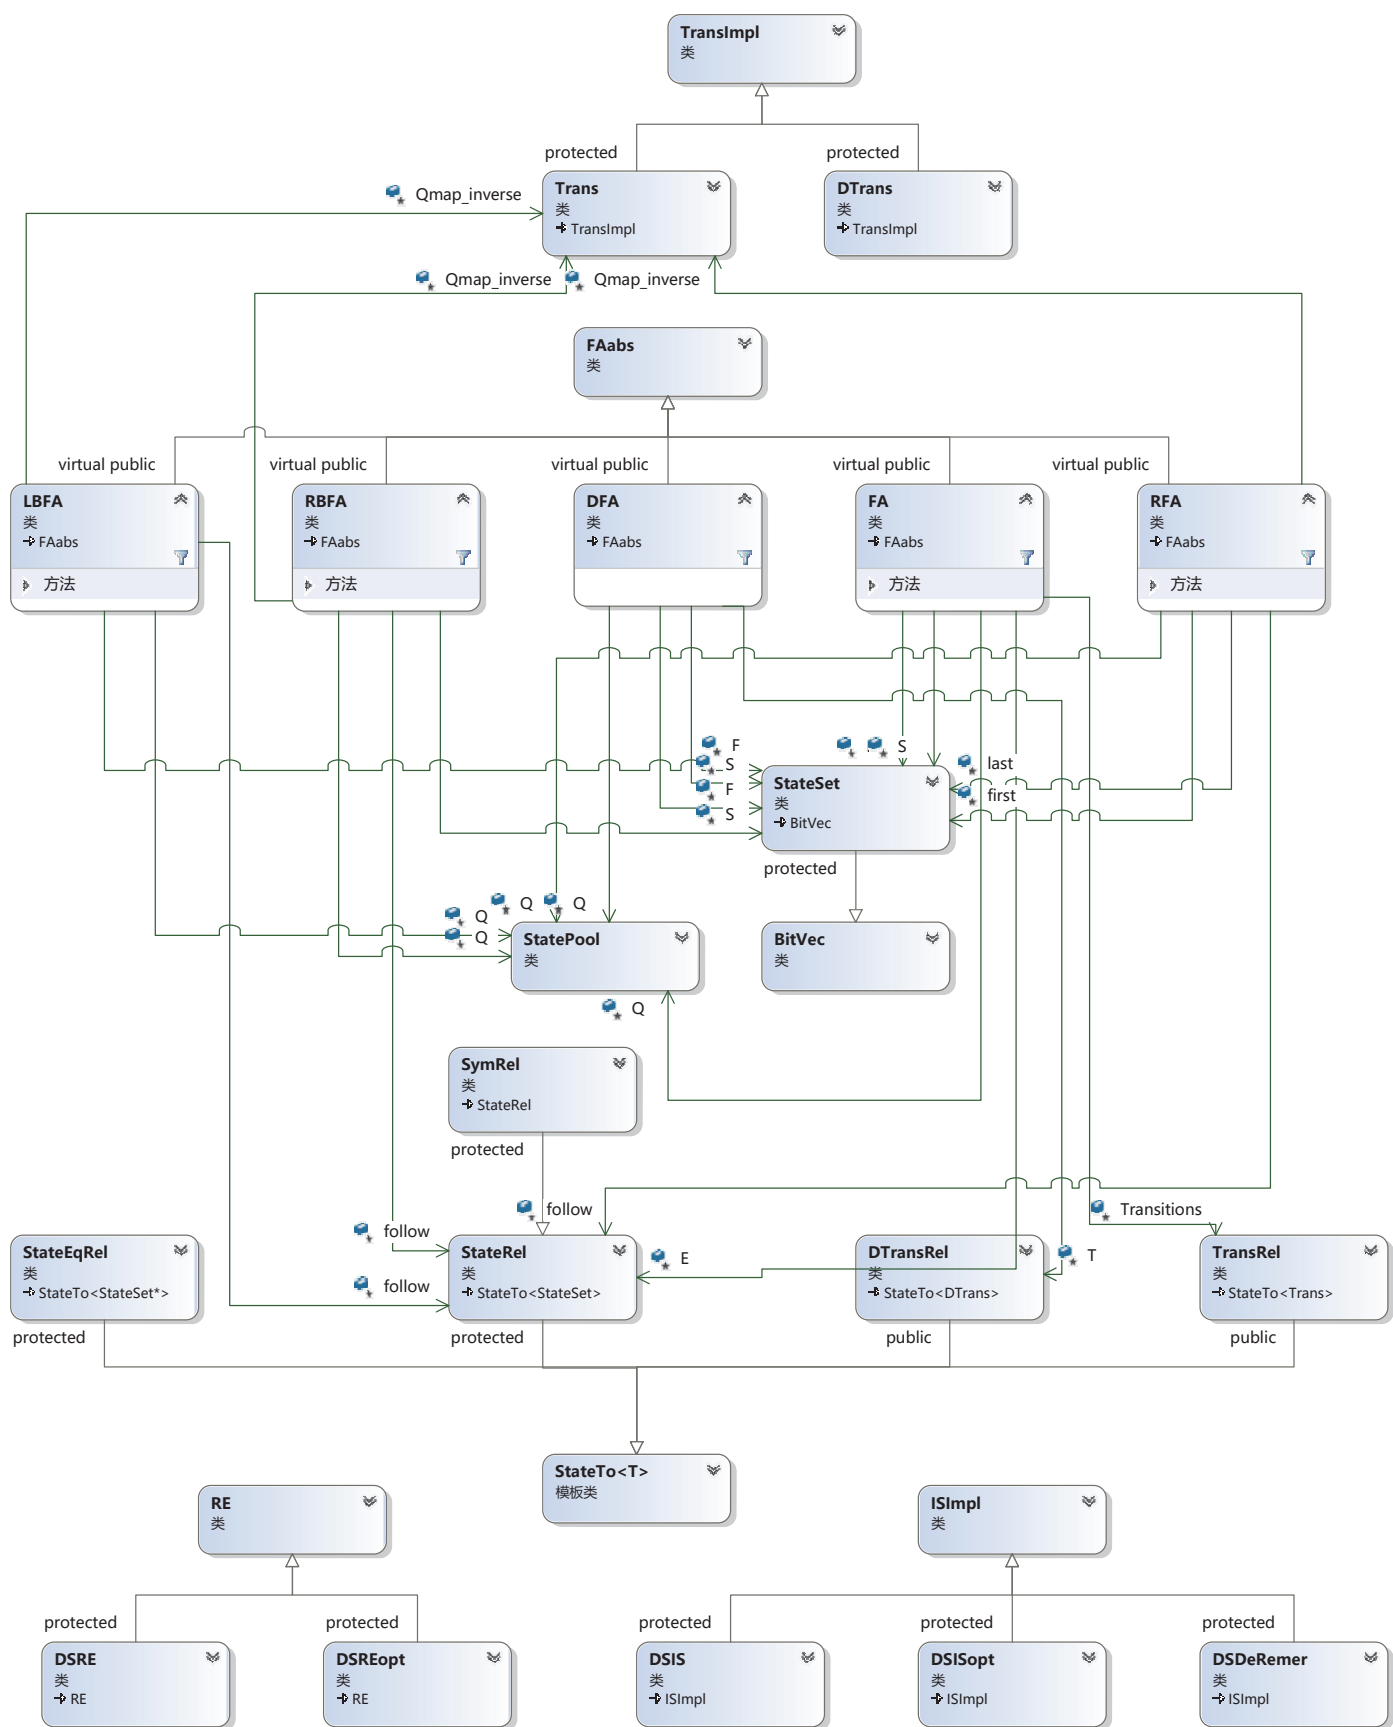 TransImpl
类
protected
protected
Trans
类
TransImpl
DTrans
类
TransImpl
Qmap_inverse
Qmap_inverse
Qmap_inverse
FAabs
类
virtual public
virtual public
virtual public
virtual public
virtual public
LBFA
类
FAabs
方法
RBFA
类
FAabs
方法
DFA
类
FAabs
FA
类
FAabs
方法
RFA
类
FAabs
方法
F
S
F
S
S
last
first
StateSet
类
BitVec
protected
Q
Q
Q
Q
StatePool
类
BitVec
类
Q
SymRel
类
StateRel
protected
follow
follow
follow
E
Transitions
T
StateEqRel
类
StateTo<StateSet*>
protected
StateRel
类
StateTo<StateSet>
protected
DTransRel
类
StateTo<DTrans>
public
TransRel
类
StateTo<Trans>
public
StateTo<T>
模板类
RE
类
ISImpl
类
protected
protected
protected
protected
protected
DSRE
类
RE
DSREopt
类
RE
DSIS
类
ISImpl
DSISopt
类
ISImpl
DSDeRemer
类
ISImpl